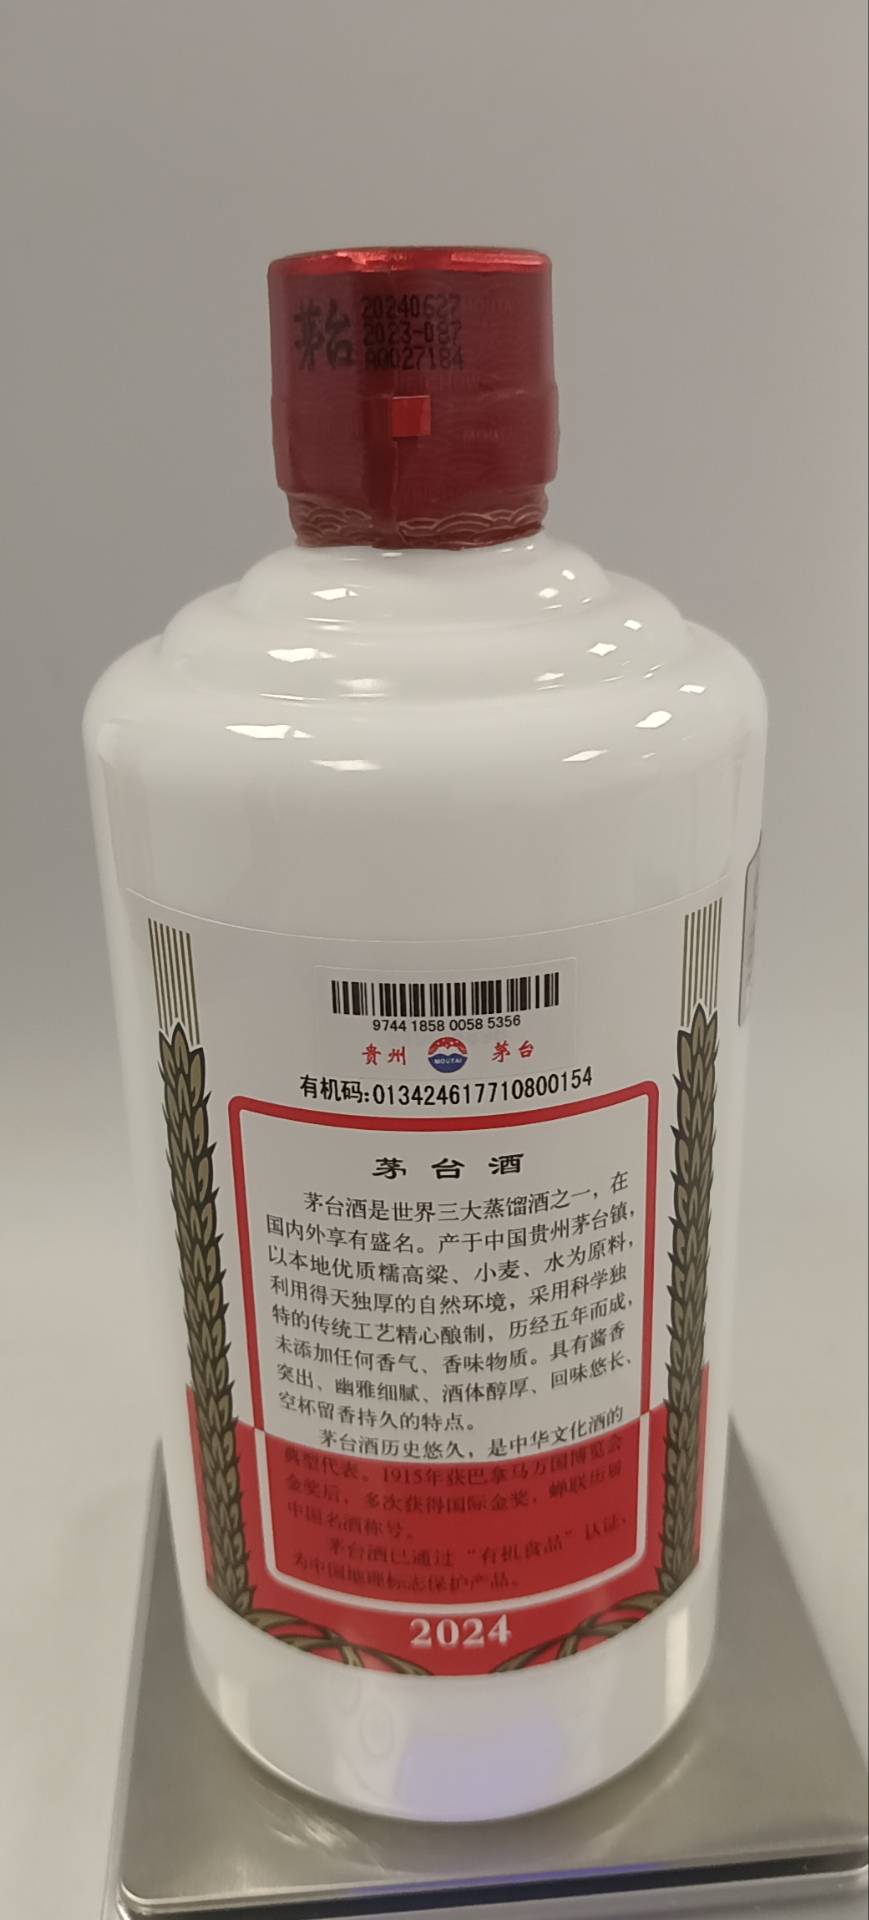 茅台
20240627
2023-087
A0027184
9744 1858 0058 5356
贵州 MOUTAI 茅台
有机码:013424617710800154
茅台酒
茅台酒是世界三大蒸馏酒之一，在
国内外享有盛名。产于中国贵州茅台镇，
以本地优质糯高粱、小麦、水为原料，
利用得天独厚的自然环境，采用科学独
特的传统工艺精心酿制，历经五年而成，
未添加任何香气、香味物质。具有酱香
突出、幽雅细腻、酒体醇厚、回味悠长、
空杯留香持久的特点。
茅台酒历史悠久，是中华文化酒的
典型代表。1915年获巴拿马万国博览会
金奖后，多次获得国际金奖，蝉联历届
中国名酒称号。
茅台酒已通过“有机食品”认证，
为中国地理标志保护产品。
2024